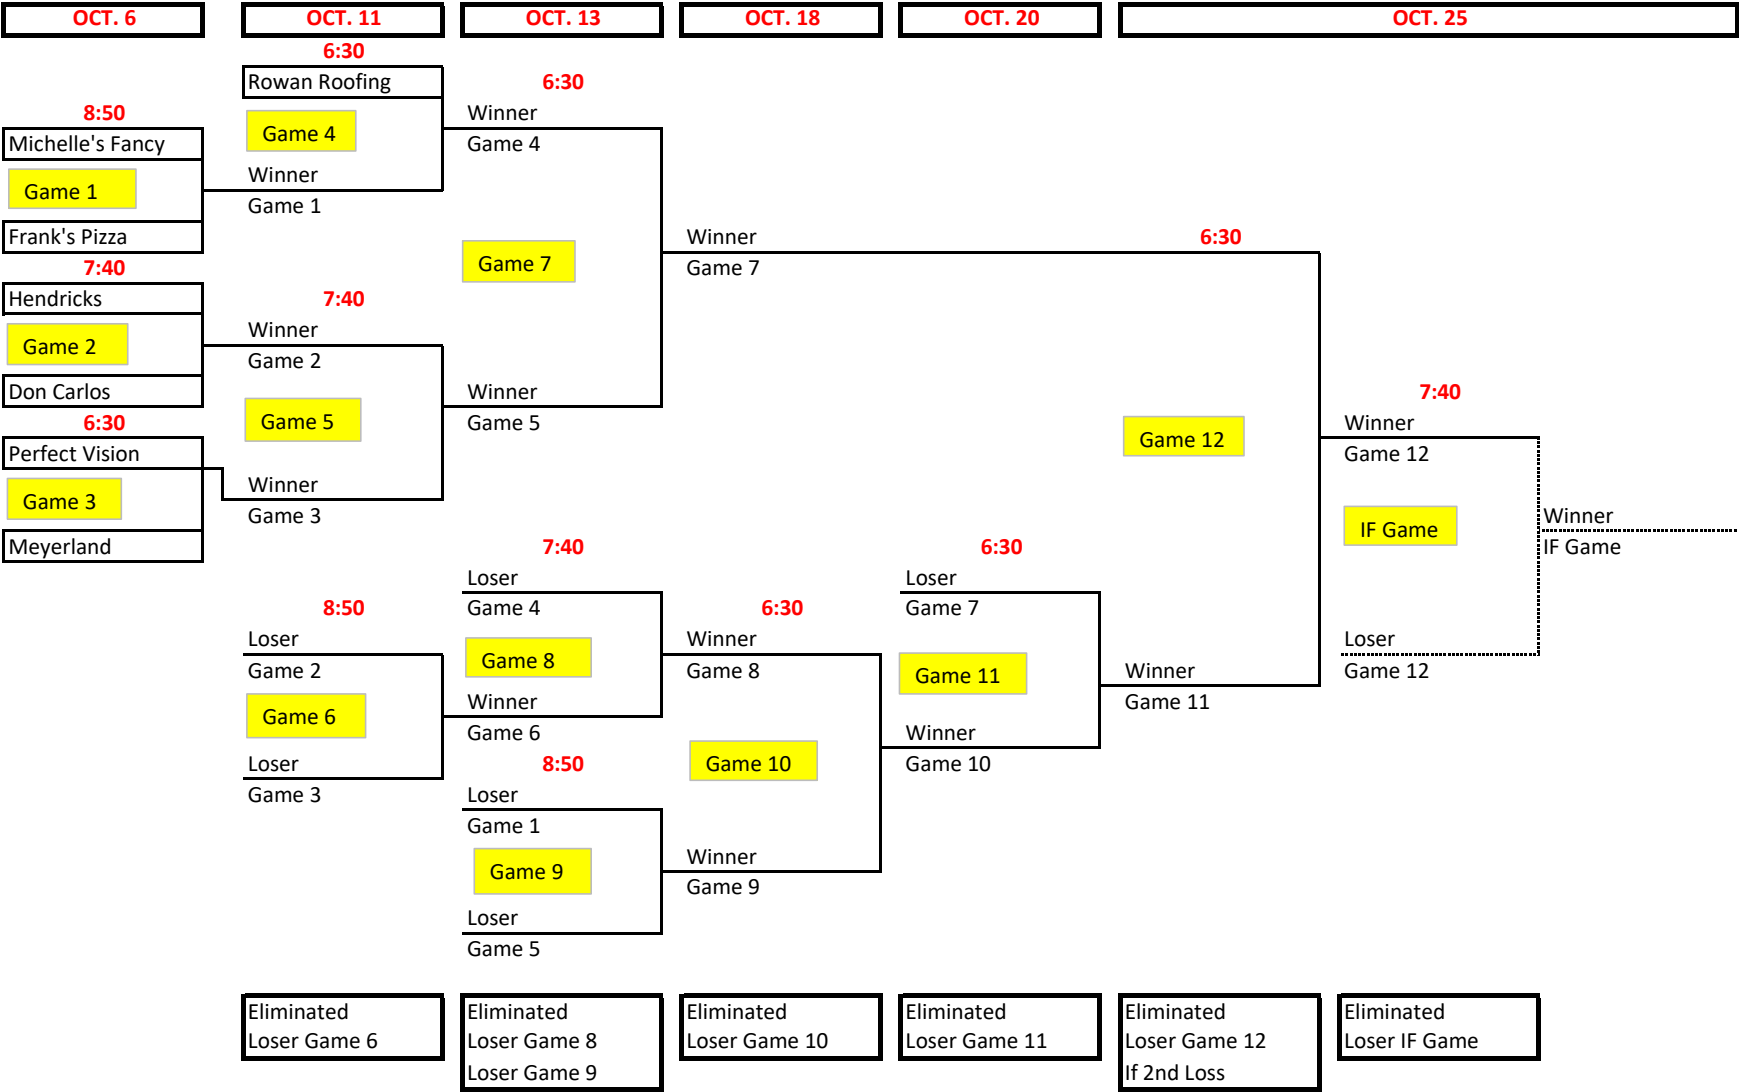 OCT. 6
OCT. 11
OCT. 13
OCT. 18
OCT. 20
OCT. 25
8:50
Michelle's Fancy
Game 1
Frank's Pizza
7:40
Hendricks
Game 2
Don Carlos
6:30
Perfect Vision
Game 3
Meyerland
6:30
Rowan Roofing
Game 4
Winner
Game 1
7:40
Winner
Game 2
Game 5
Winner
Game 3
8:50
Loser
Game 2
Game 6
Loser
Game 3
6:30
Winner
Game 4
Game 7
Winner
Game 5
7:40
Loser
Game 4
Game 8
Winner
Game 6
8:50
Loser
Game 1
Game 9
Loser
Game 5
Winner
Game 7
6:30
Winner
Game 8
Game 10
Winner
Game 9
6:30
Loser
Game 7
Game 11
Winner
Game 10
6:30
Game 12
Winner
Game 11
7:40
Winner
Game 12
IF Game
Loser
Game 12
Winner
IF Game
Eliminated
Loser Game 6
Eliminated
Loser Game 8
Loser Game 9
Eliminated
Loser Game 10
Eliminated
Loser Game 11
Eliminated
Loser Game 12
If 2nd Loss
Eliminated
Loser IF Game